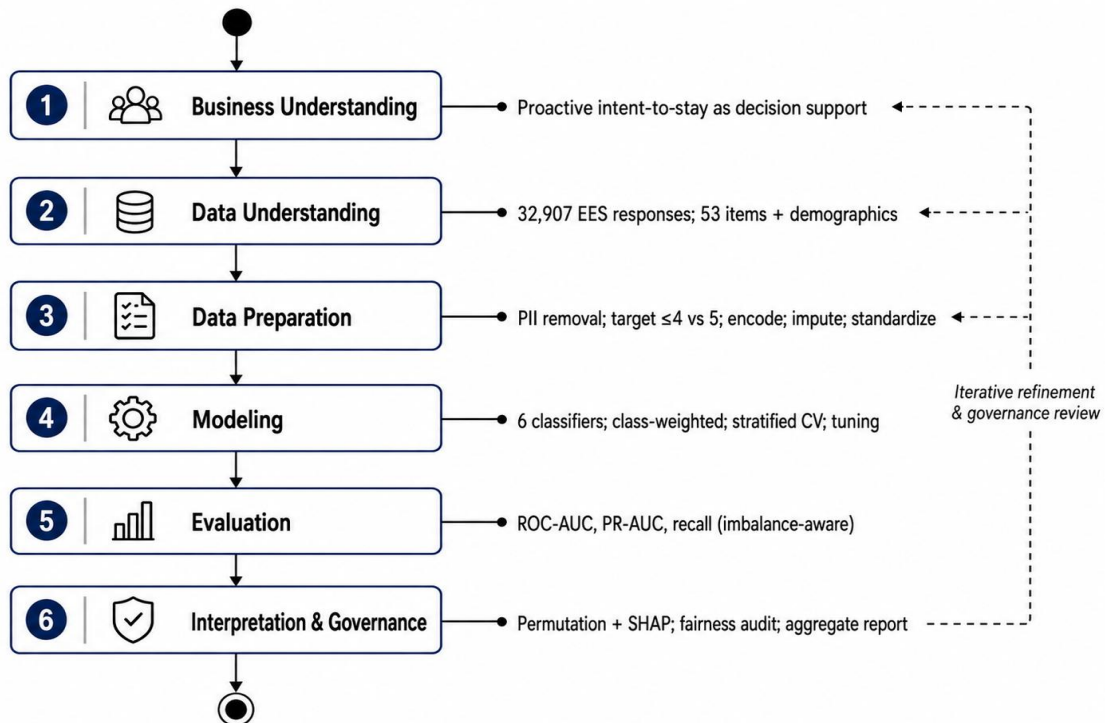 1 Business Understanding Proactive intent-to-stay as decision support
2 Data Understanding 32,907 EES responses; 53 items + demographics
3 Data Preparation PII removal; target ≤4 vs 5; encode; impute; standardize
Iterative refinement
& governance review
4 Modeling 6 classifiers; class-weighted; stratified CV; tuning
5 Evaluation ROC-AUC, PR-AUC, recall (imbalance-aware)
6 Interpretation & Governance Permutation + SHAP; fairness audit; aggregate report